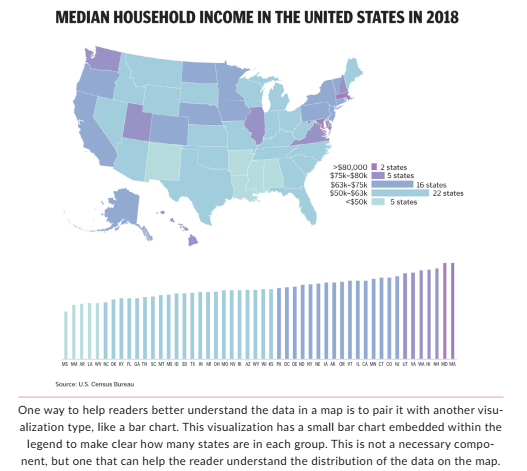 MEDIAN HOUSEHOLD INCOME IN THE UNITED STATES IN 2018
>$80,000 2 states
$75k–$80k 5 states
$63k–$75k 16 states
$50k–$63k 22 states
<$50k 5 states
Source: U.S. Census Bureau
One way to help readers better understand the data in a map is to pair it with another visu-
alization type, like a bar chart. This visualization has a small bar chart embedded within the
legend to make clear how many states are in each group. This is not a necessary compo-
nent, but one that can help the reader understand the distribution of the data on the map.